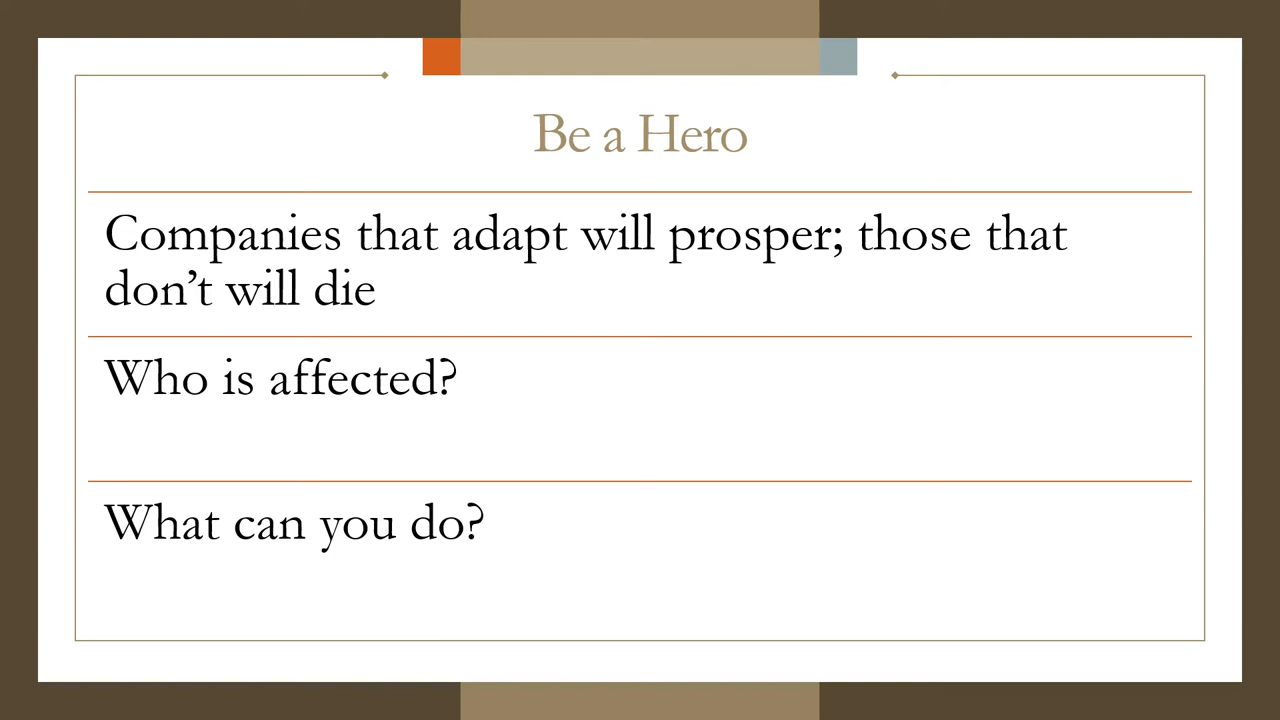 Be a Hero
Companies that adapt will prosper; those that
don’t will die
Who is affected?
What can you do?